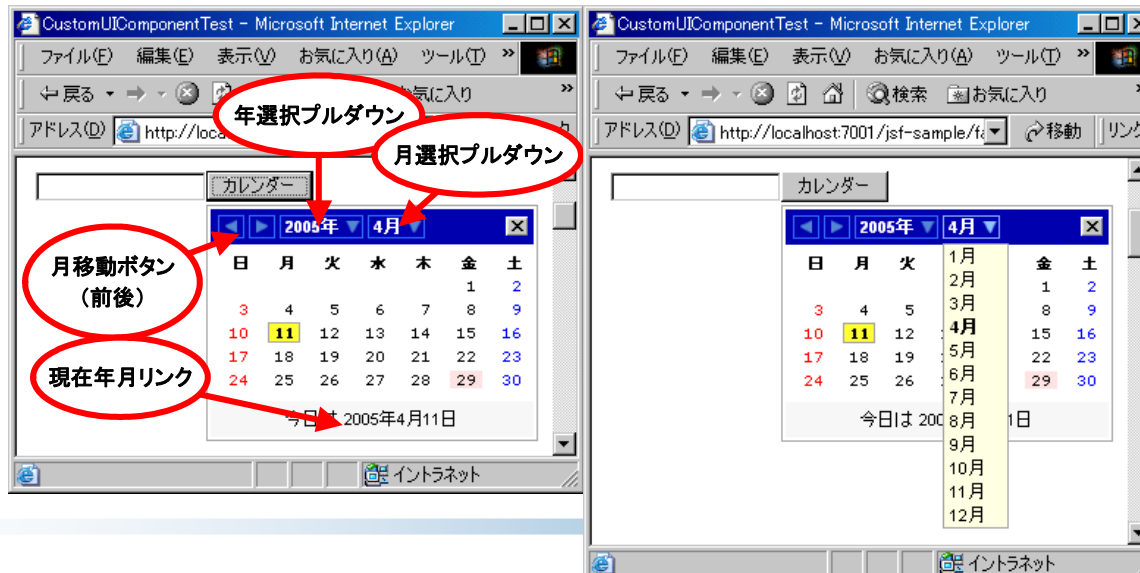 CustomUIComponentTest - Microsoft Internet Explorer
ファイル(F) 編集(E) 表示(V) お気に入り(A) ツール(T) »
戻る
気に入り »
アドレス(D) http://loc
年選択プルダウン
月選択プルダウン
カレンダー
2005年 4月
日 月 火 水 木 金 土
1 2
3 4 5 6 7 8 9
10 11 12 13 14 15 16
17 18 19 20 21 22 23
24 25 26 27 28 29 30
今日は 2005年4月11日
月移動ボタン
(前後)
現在年月リンク
イントラネット
CustomUIComponentTest - Microsoft Internet Explorer
ファイル(F) 編集(E) 表示(V) お気に入り(A) ツール(T) »
戻る 検索 お気に入り
アドレス(D) http://localhost:7001/jsf-sample/fa 移動 リンク
カレンダー
2005年 4月
日 月 火 金 土
1 2
3 4 5 8 9
10 11 12 15 16
17 18 19 22 23
24 25 26 29 30
今日は 200 1日
1月
2月
3月
4月
5月
6月
7月
8月
9月
10月
11月
12月
イントラネット